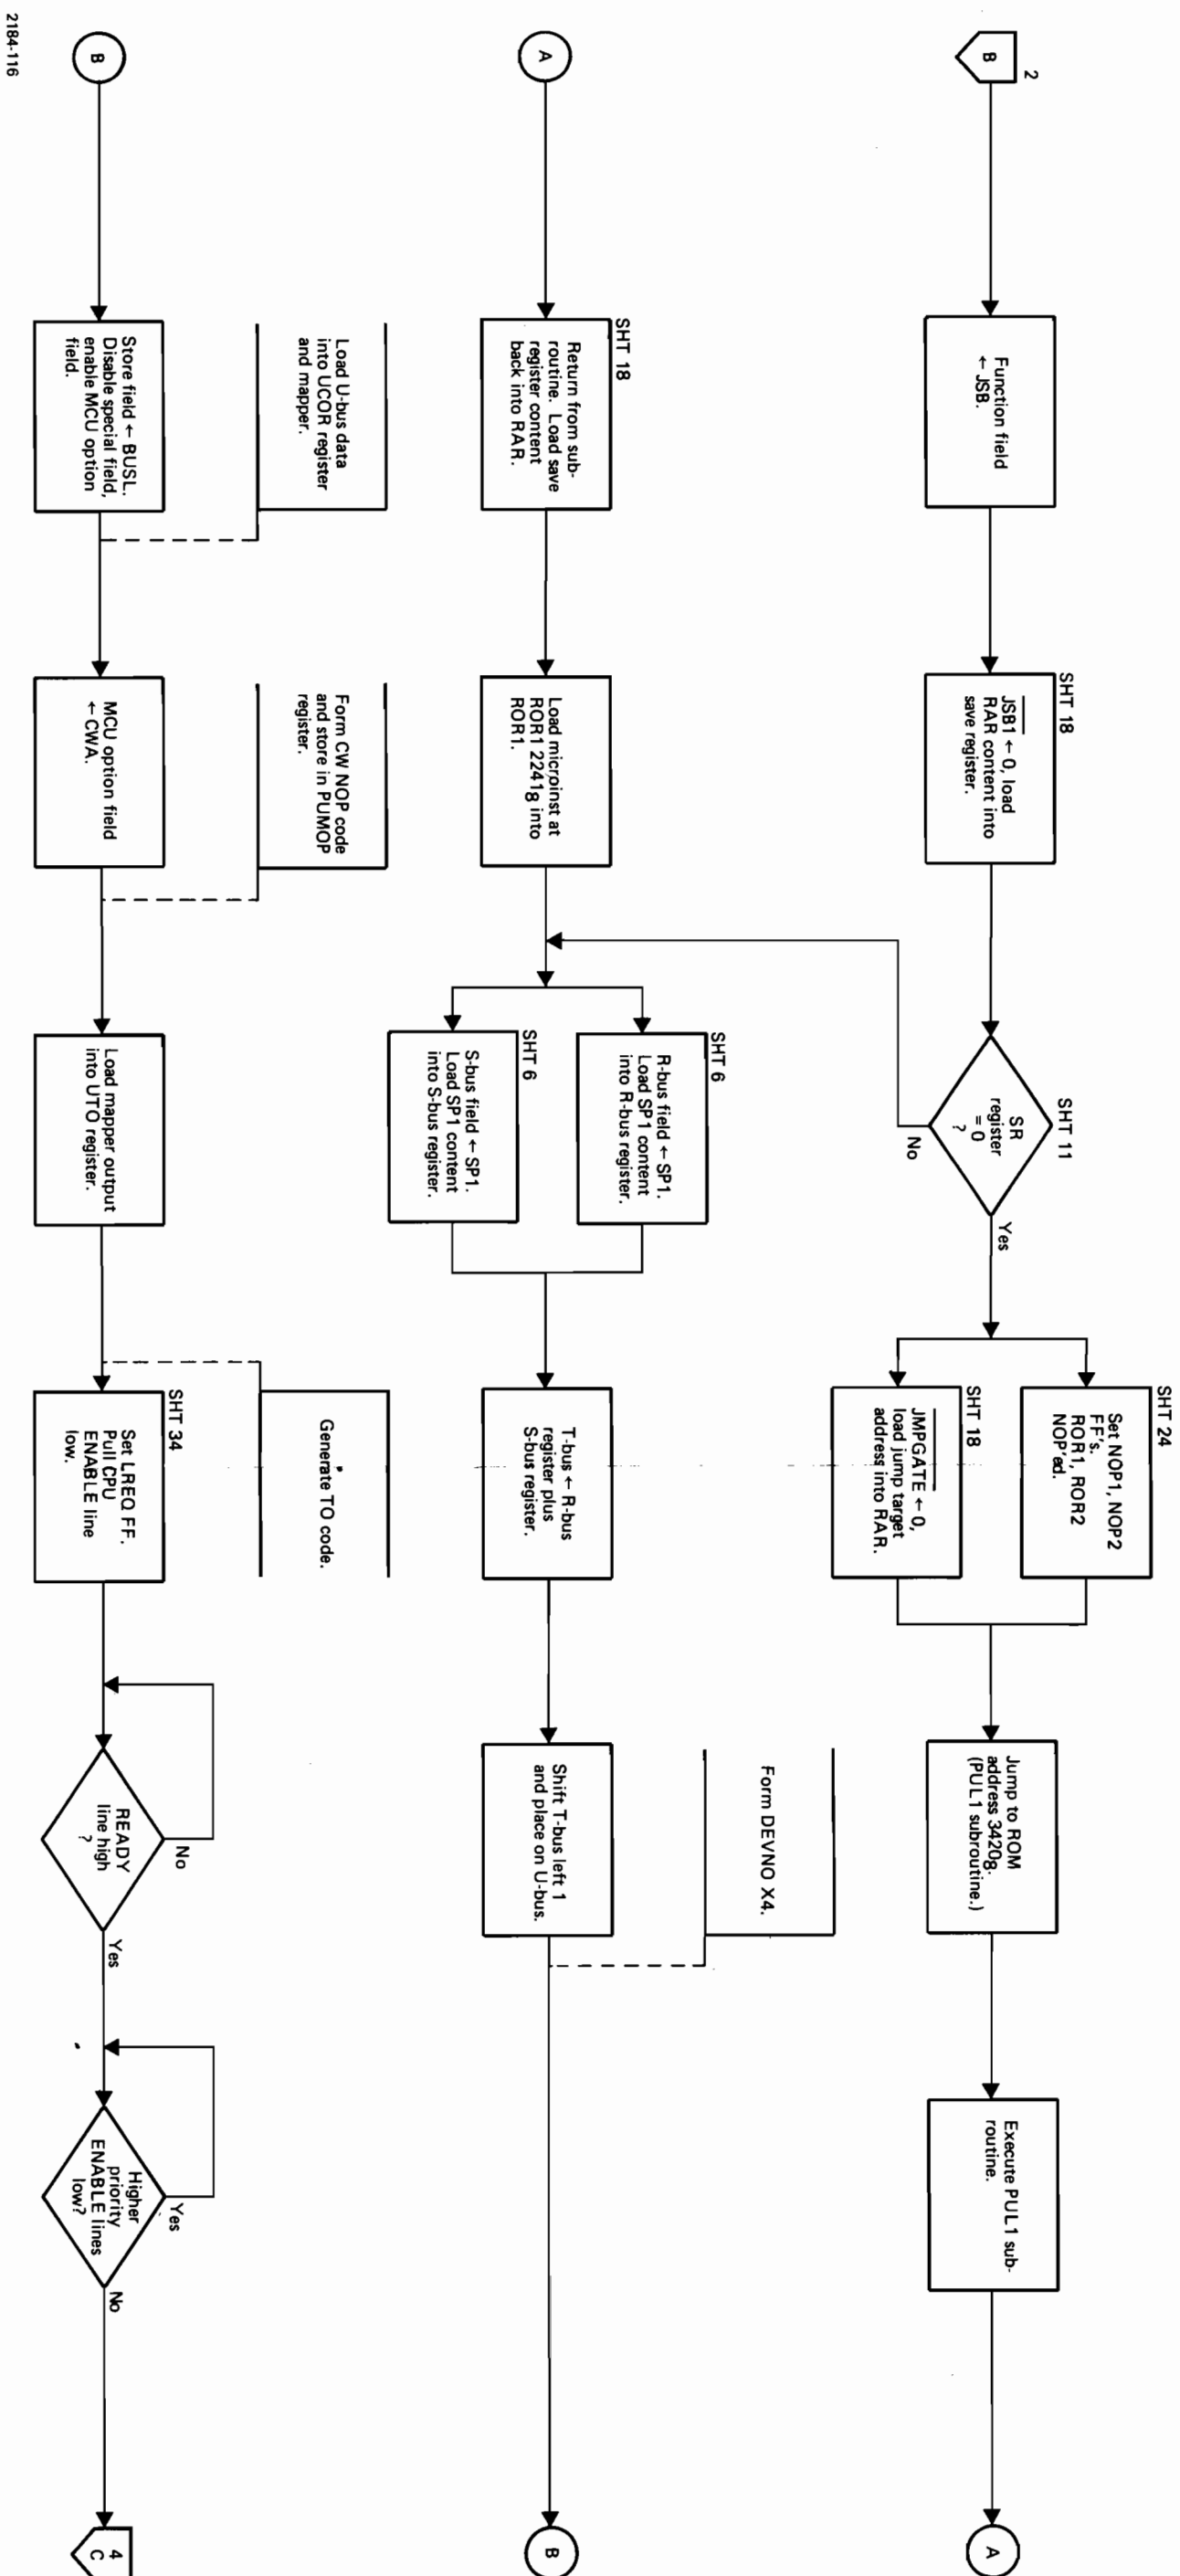 2
B
Function field
← JSB.
SHT 18
JSB1 ← 0, load
RAR content into
save register.
SHT 11
SR
register
= 0
?
No
Yes
SHT 24
Set NOP1, NOP2
FF's.
ROR1, ROR2
NOP'ed.
SHT 18
JMPGATE ← 0,
load jump target
address into RAR.
Jump to ROM
address 3420₈.
(PUL1 subroutine.)
Execute PUL1 sub-
routine.
A
A
SHT 18
Return from sub-
routine. Load save
register content
back into RAR.
Load microinst at
ROR1 2241₈ into
ROR1.
SHT 6
R-bus field ← SP1.
Load SP1 content
into R-bus register.
SHT 6
S-bus field ← SP1.
Load SP1 content
into S-bus register.
T-bus ← R-bus
register plus
S-bus register.
Form DEVNO X4.
Shift T-bus left 1
and place on U-bus.
B
B
Load U-bus data
into UCOR register
and mapper.
Store field ← BUSL.
Disable special field,
enable MCU option
field.
Form CW NOP code
and store in PUMOP
register.
MCU option field
← CWA.
Load mapper output
into UTO register.
Generate TO code.
SHT 34
Set LREQ FF.
Pull CPU
ENABLE line
low.
READY
line high
?
No
Yes
Higher
priority
ENABLE lines
low?
Yes
No
4
C
2184-116